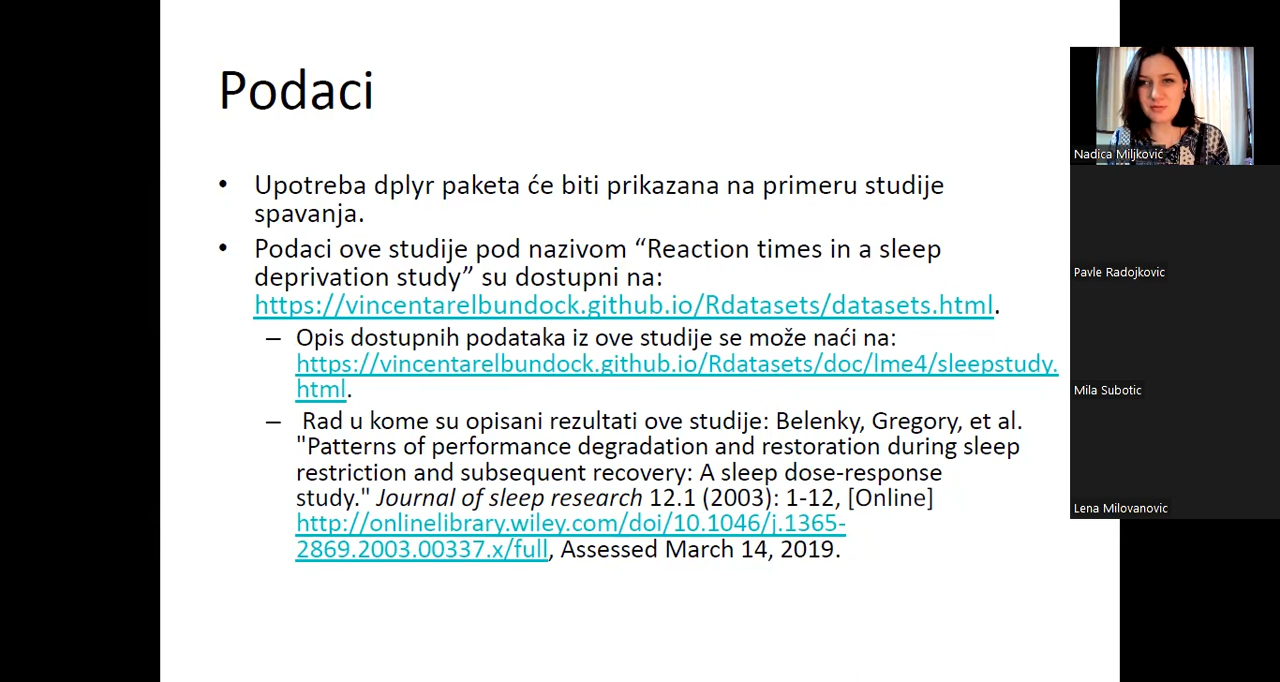 Podaci
• Upotreba dplyr paketa će biti prikazana na primeru studije
spavanja.
• Podaci ove studije pod nazivom “Reaction times in a sleep
deprivation study” su dostupni na:
https://vincentarelbundock.github.io/Rdatasets/datasets.html.
– Opis dostupnih podataka iz ove studije se može naći na:
https://vincentarelbundock.github.io/Rdatasets/doc/lme4/sleepstudy.
html.
– Rad u kome su opisani rezultati ove studije: Belenky, Gregory, et al.
"Patterns of performance degradation and restoration during sleep
restriction and subsequent recovery: A sleep dose-response
study." Journal of sleep research 12.1 (2003): 1-12, [Online]
http://onlinelibrary.wiley.com/doi/10.1046/j.1365-
2869.2003.00337.x/full, Assessed March 14, 2019.
Nadica Miljković
Pavle Radojkovic
Mila Subotic
Lena Milovanovic